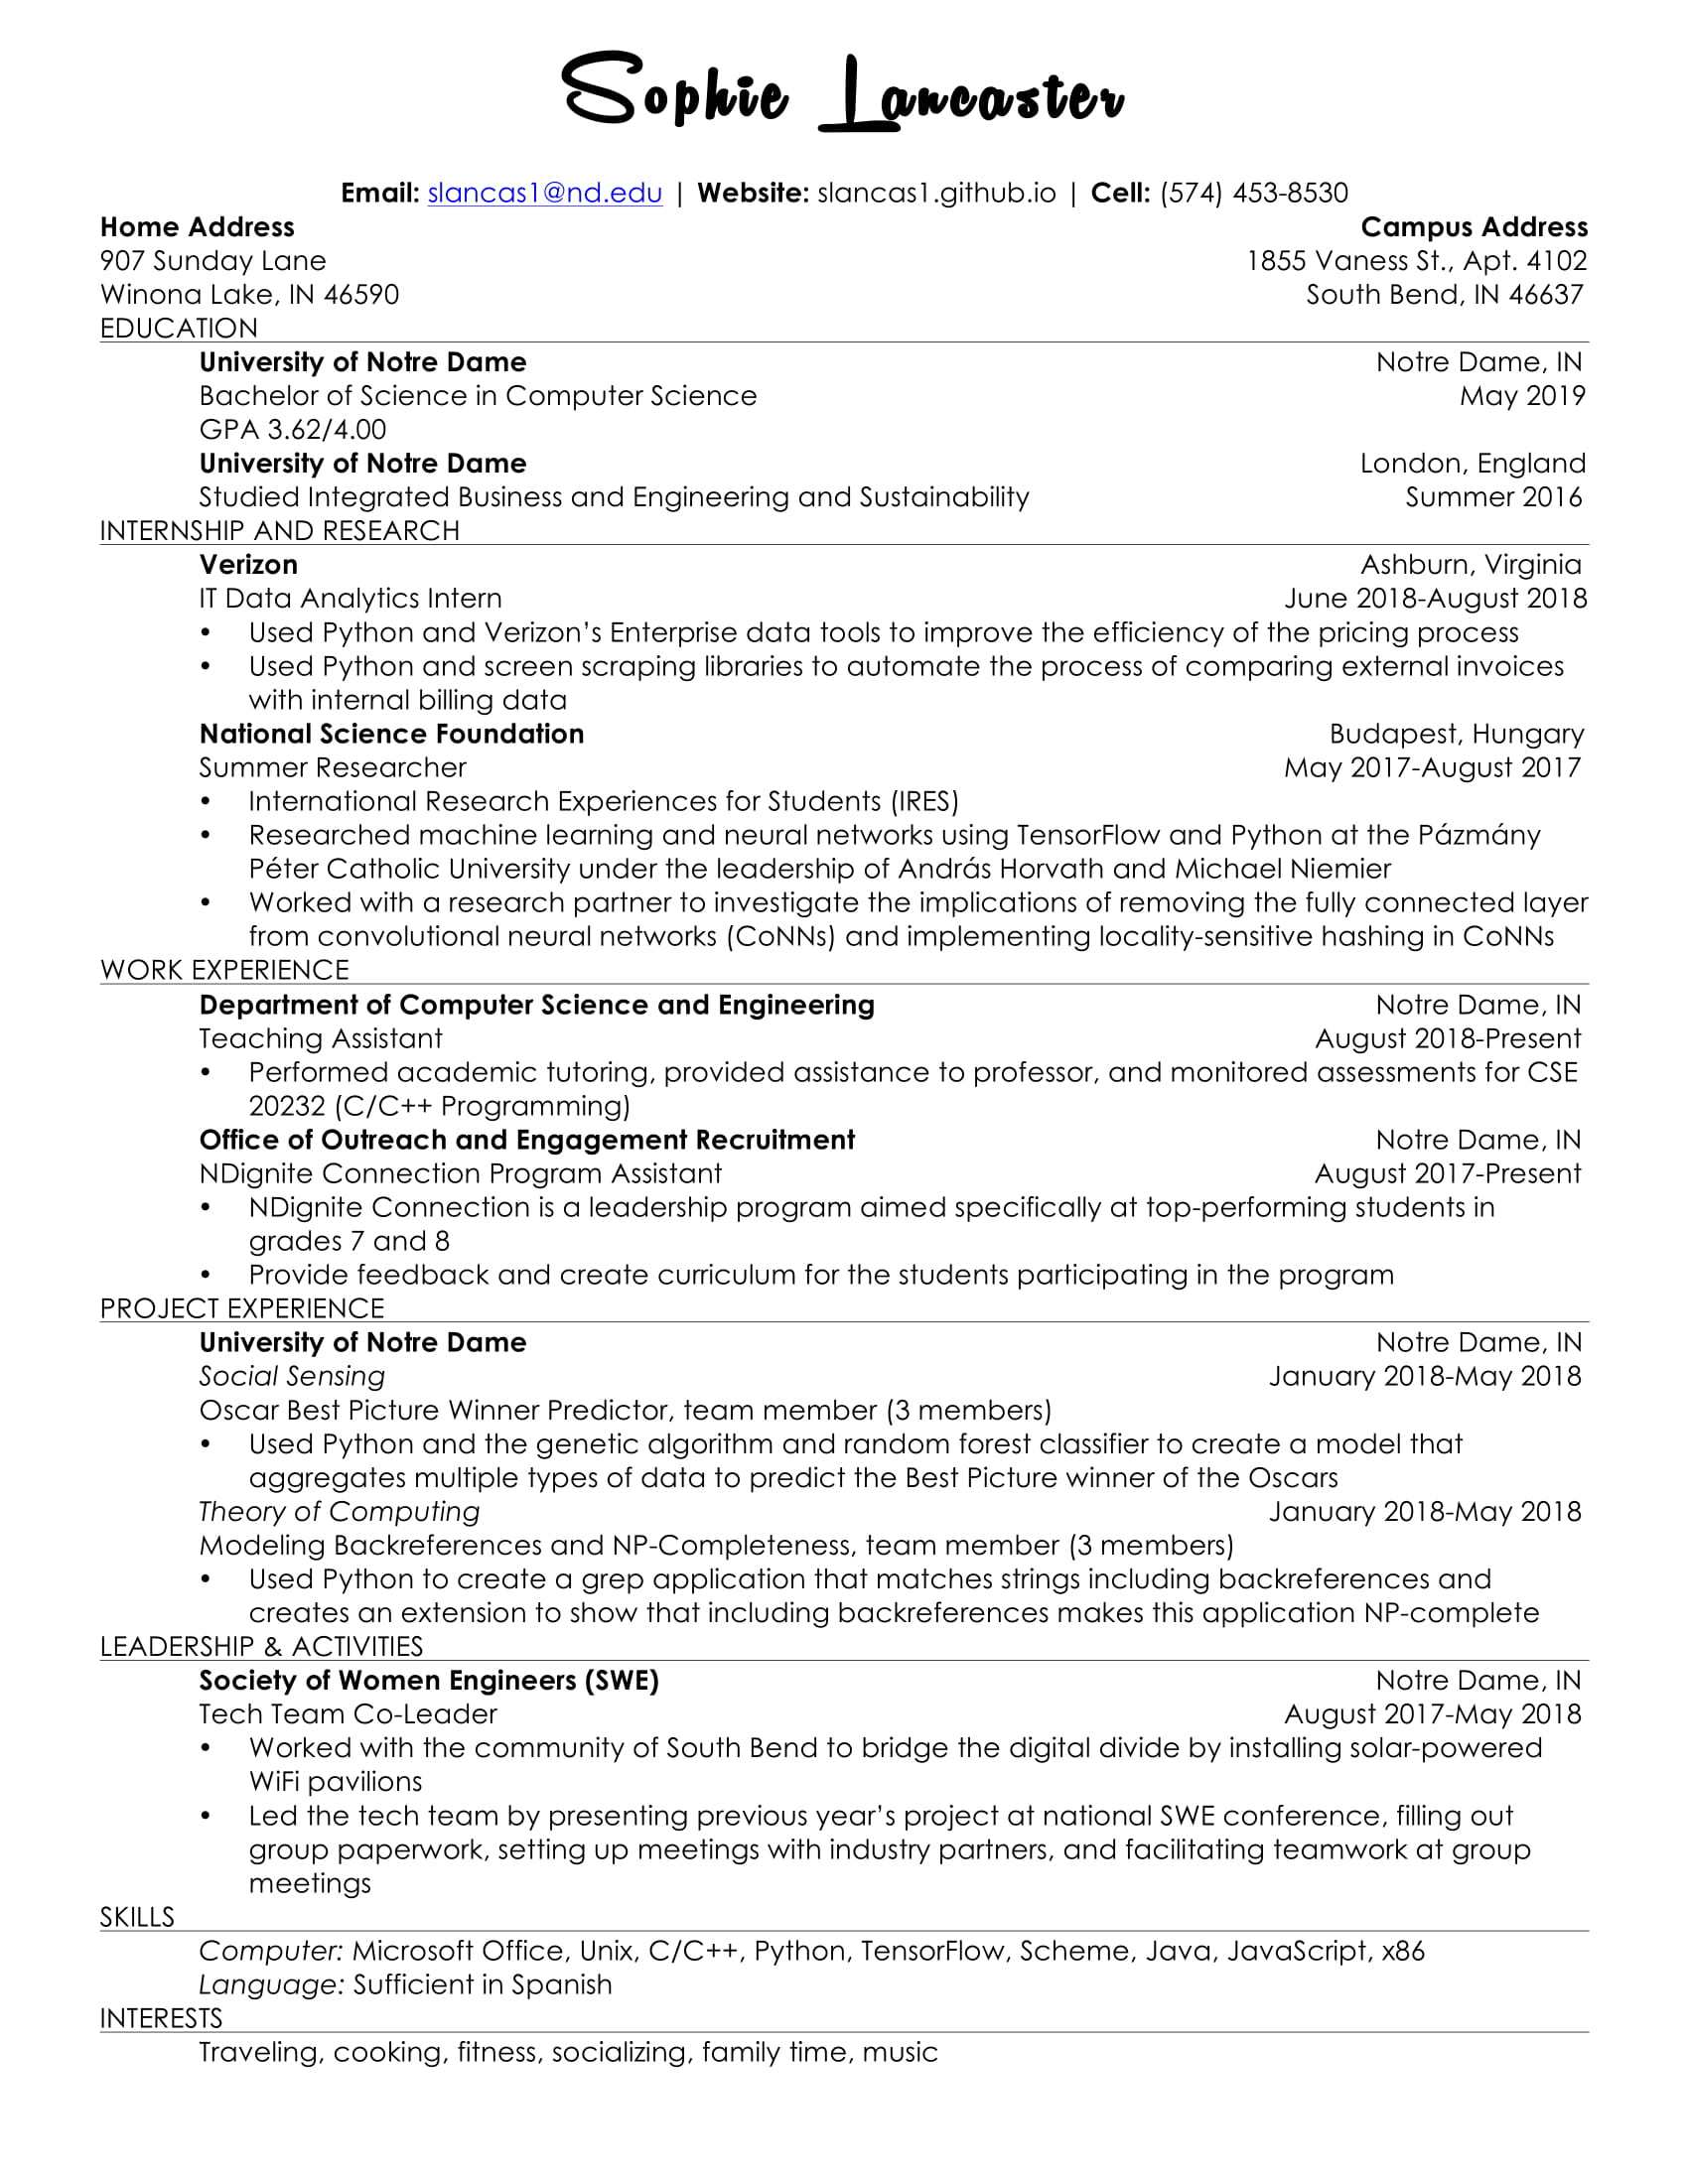 Sophie Lancaster
Email: slancas1@nd.edu | Website: slancas1.github.io | Cell: (574) 453-8530
Home Address Campus Address
907 Sunday Lane 1855 Vaness St., Apt. 4102
Winona Lake, IN 46590 South Bend, IN 46637
EDUCATION
University of Notre Dame Notre Dame, IN
Bachelor of Science in Computer Science May 2019
GPA 3.62/4.00
University of Notre Dame London, England
Studied Integrated Business and Engineering and Sustainability Summer 2016
INTERNSHIP AND RESEARCH
Verizon Ashburn, Virginia
IT Data Analytics Intern June 2018-August 2018
• Used Python and Verizon’s Enterprise data tools to improve the efficiency of the pricing process
• Used Python and screen scraping libraries to automate the process of comparing external invoices
with internal billing data
National Science Foundation Budapest, Hungary
Summer Researcher May 2017-August 2017
• International Research Experiences for Students (IRES)
• Researched machine learning and neural networks using TensorFlow and Python at the Pázmány
Péter Catholic University under the leadership of András Horvath and Michael Niemier
• Worked with a research partner to investigate the implications of removing the fully connected layer
from convolutional neural networks (CoNNs) and implementing locality-sensitive hashing in CoNNs
WORK EXPERIENCE
Department of Computer Science and Engineering Notre Dame, IN
Teaching Assistant August 2018-Present
• Performed academic tutoring, provided assistance to professor, and monitored assessments for CSE
20232 (C/C++ Programming)
Office of Outreach and Engagement Recruitment Notre Dame, IN
NDignite Connection Program Assistant August 2017-Present
• NDignite Connection is a leadership program aimed specifically at top-performing students in
grades 7 and 8
• Provide feedback and create curriculum for the students participating in the program
PROJECT EXPERIENCE
University of Notre Dame Notre Dame, IN
Social Sensing January 2018-May 2018
Oscar Best Picture Winner Predictor, team member (3 members)
• Used Python and the genetic algorithm and random forest classifier to create a model that
aggregates multiple types of data to predict the Best Picture winner of the Oscars
Theory of Computing January 2018-May 2018
Modeling Backreferences and NP-Completeness, team member (3 members)
• Used Python to create a grep application that matches strings including backreferences and
creates an extension to show that including backreferences makes this application NP-complete
LEADERSHIP & ACTIVITIES
Society of Women Engineers (SWE) Notre Dame, IN
Tech Team Co-Leader August 2017-May 2018
• Worked with the community of South Bend to bridge the digital divide by installing solar-powered
WiFi pavilions
• Led the tech team by presenting previous year’s project at national SWE conference, filling out
group paperwork, setting up meetings with industry partners, and facilitating teamwork at group
meetings
SKILLS
Computer: Microsoft Office, Unix, C/C++, Python, TensorFlow, Scheme, Java, JavaScript, x86
Language: Sufficient in Spanish
INTERESTS
Traveling, cooking, fitness, socializing, family time, music